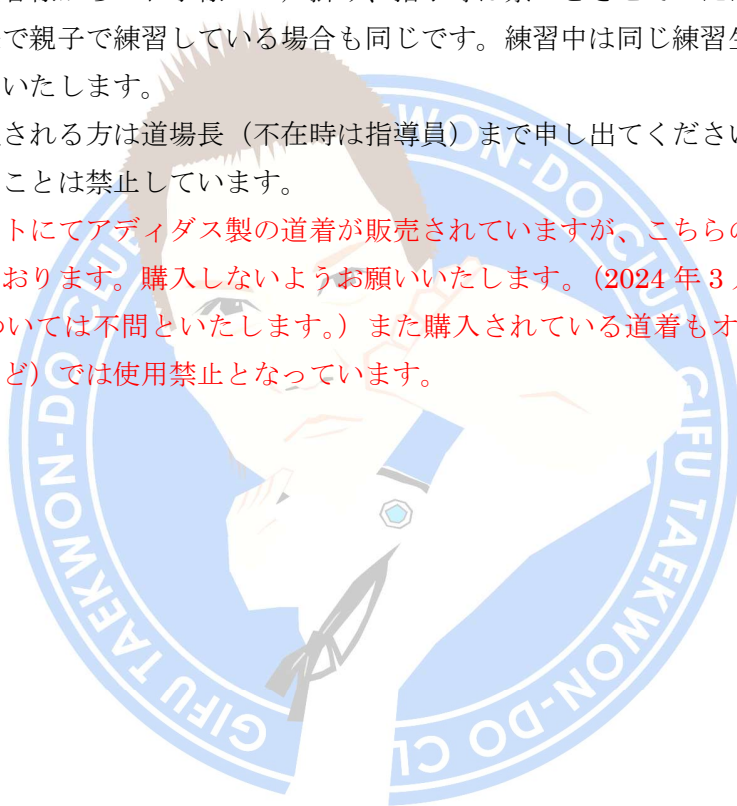 で親子で練習している場合も同じです。練習中は同じ練習
いたします。
される方は道場長（不在時は指導員）まで申し出てください
ことは禁止しています。
トにてアディダス製の道着が販売されていますが、こちらの
おります。購入しないようお願いいたします。（2024 年 3
ついては不問といたします。）また購入されている道着もオ
ど）では使用禁止となっています。
GIFU TAEKWON-DO CLUB
GIFU TAEKWON-DO CL